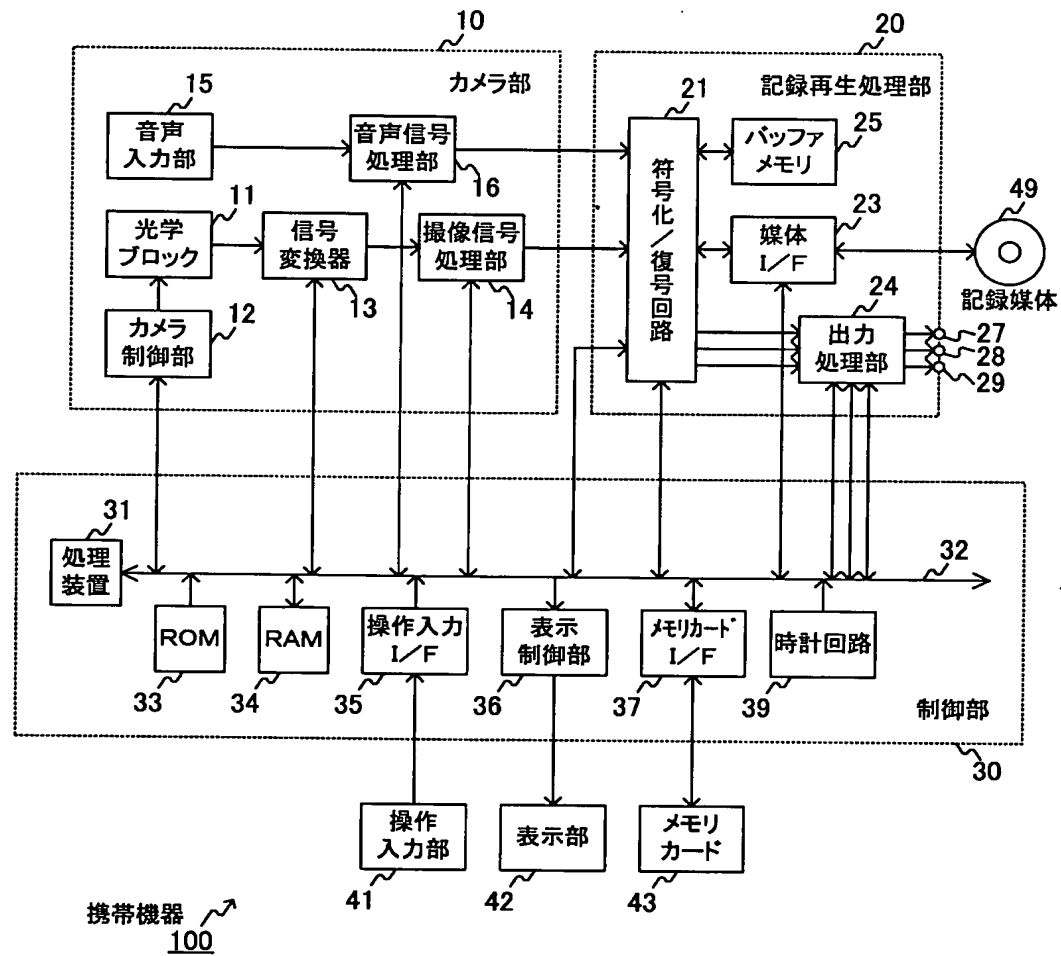 10
カメラ部
15
音声
入力部
音声信号
処理部
16
11
光学
ブロック
信号
変換器
13
撮像信号
処理部
14
12
カメラ
制御部
20
記録再生処理部
21
符号化/復号回路
25
バッファ
メモリ
23
媒体
I/F
49
記録媒体
24
出力
処理部
27
28
29
31
処理
装置
32
ROM
33
RAM
34
操作入力
I/F
35
表示
制御部
36
メモリカード
I/F
37
時計回路
39
制御部
30
操作
入力部
41
表示部
42
メモリ
カード
43
携帯機器
100